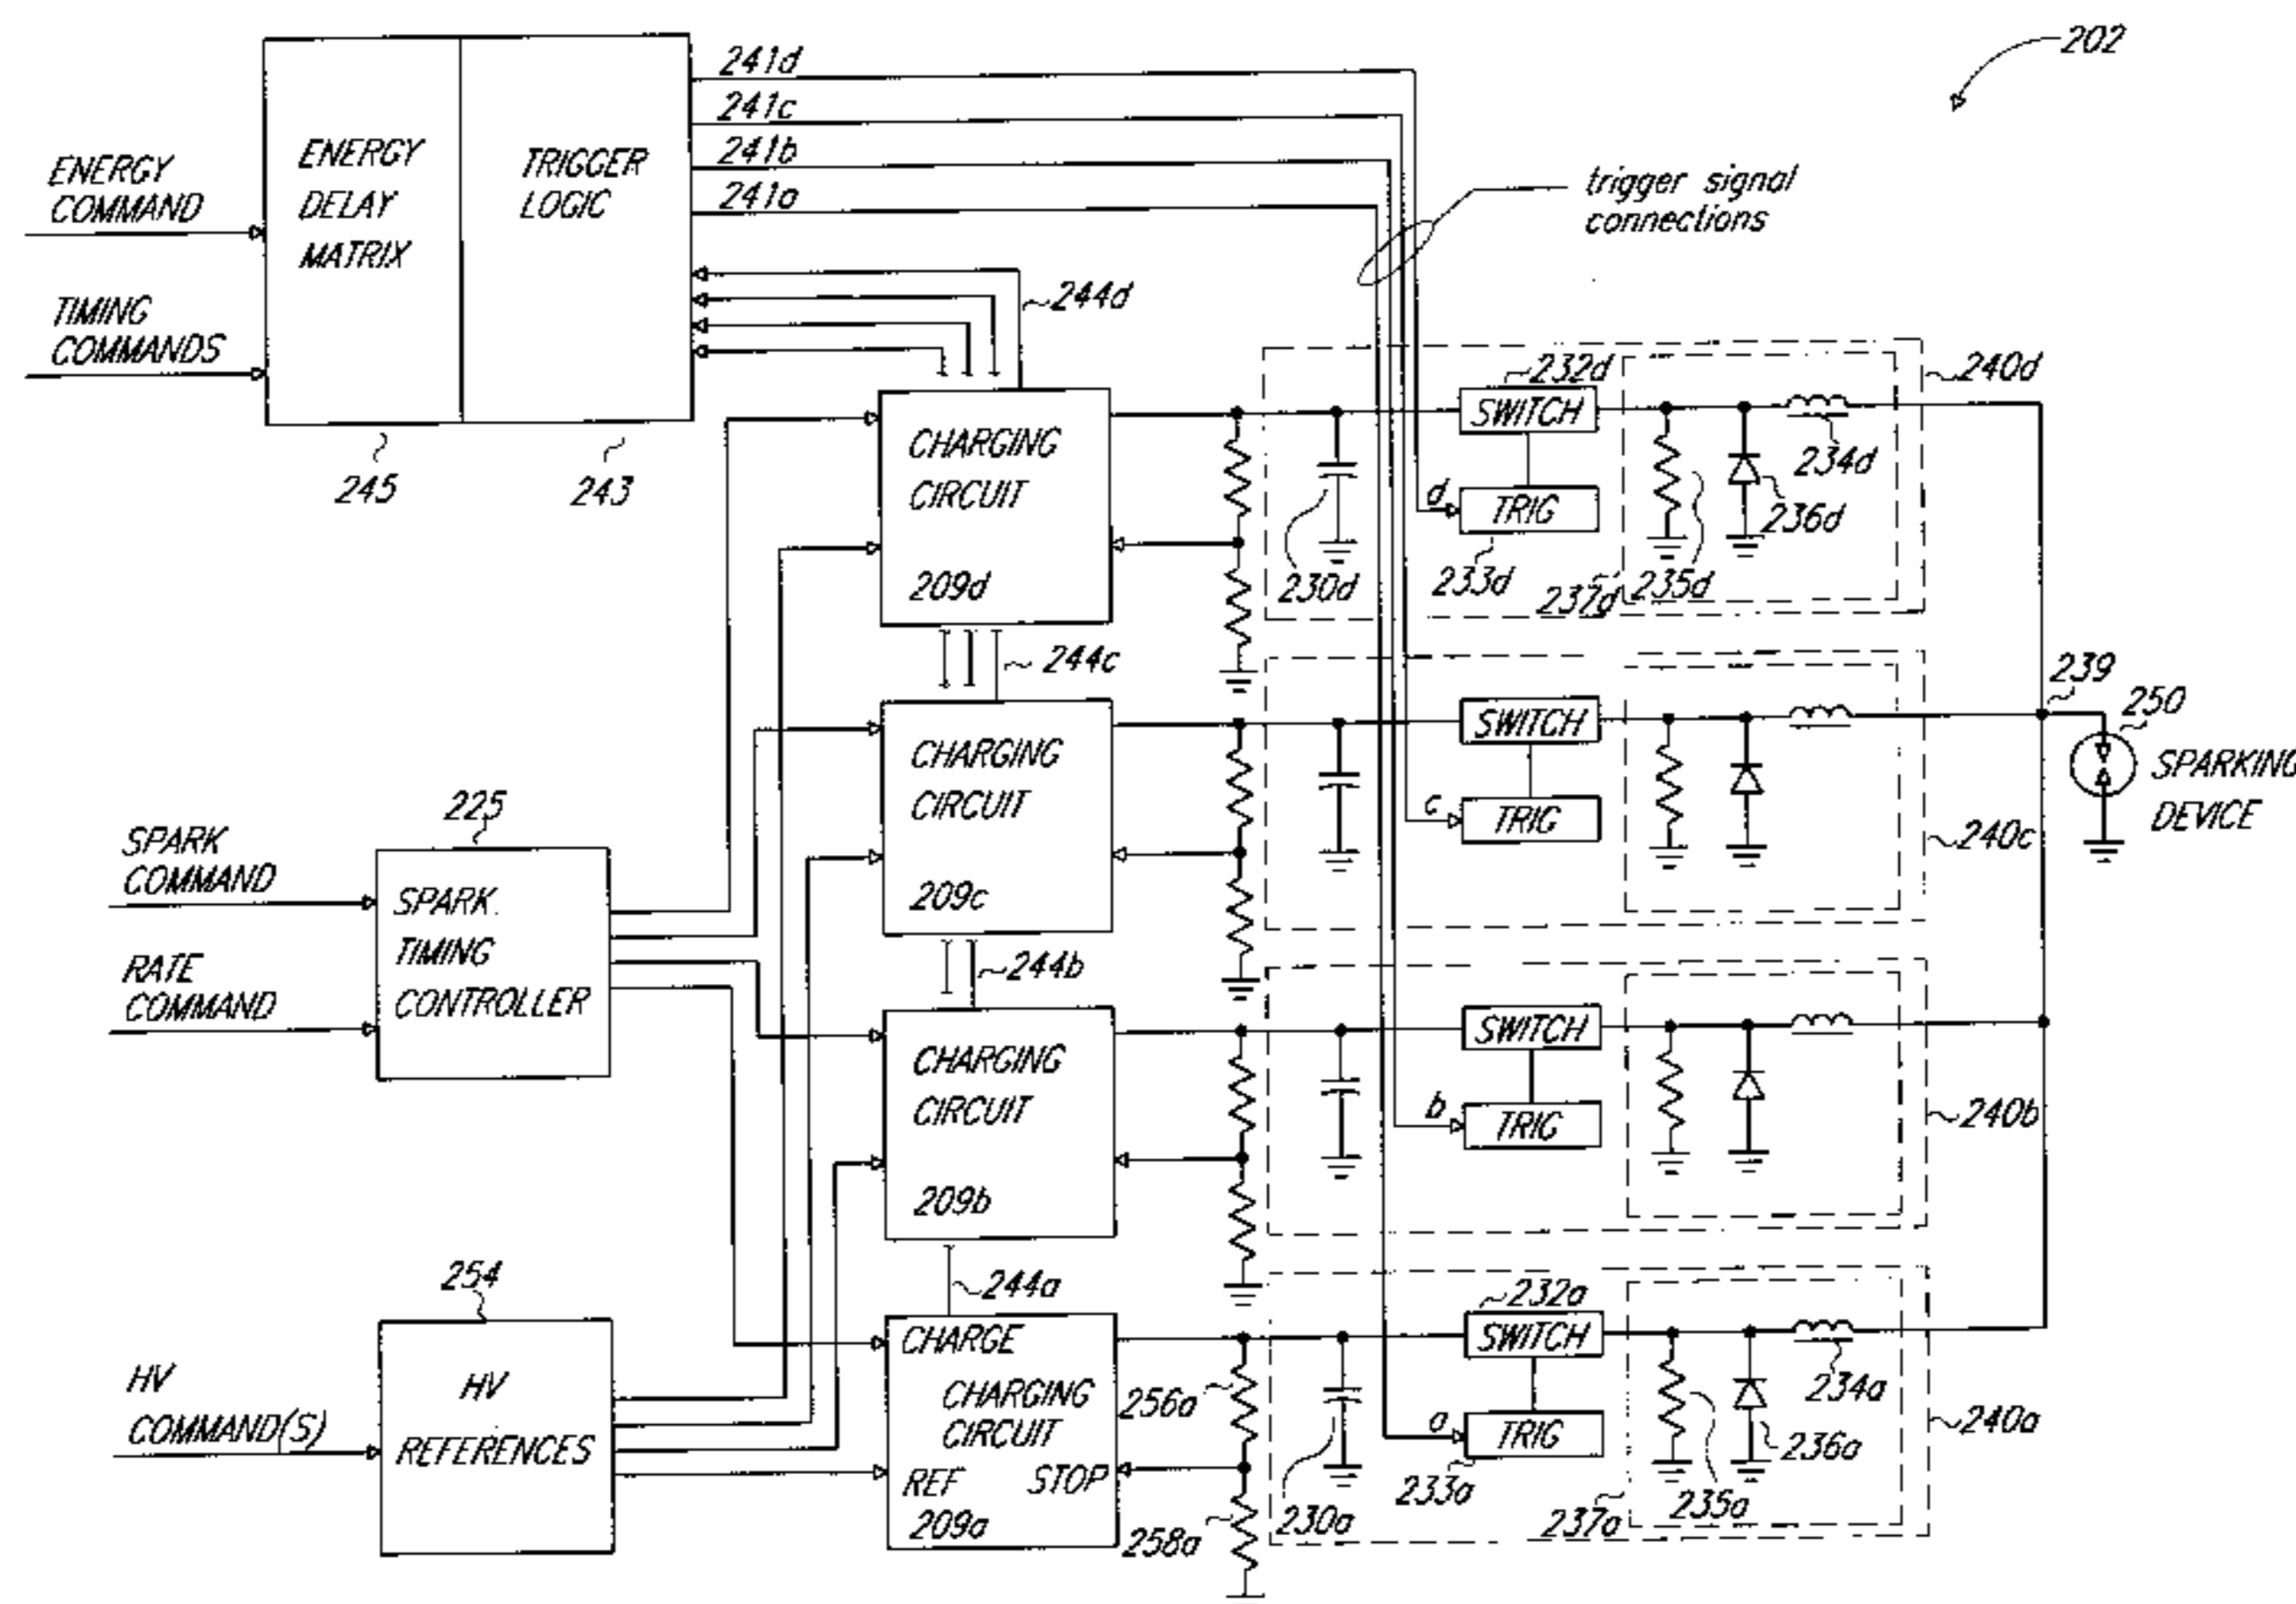 202
241d
241c
241b
241a
ENERGY
COMMAND
TIMING
COMMANDS
ENERGY
DELAY
MATRIX
TRIGGER
LOGIC
245
243
trigger signal
connections
244d
CHARGING
CIRCUIT
209d
230d
232d
SWITCH
d
TRIG
233d
237d
235d
236d
234d
240d
244c
CHARGING
CIRCUIT
209c
SWITCH
c
TRIG
240c
239
250
SPARKING
DEVICE
225
SPARK
COMMAND
RATE
COMMAND
SPARK
TIMING
CONTROLLER
244b
CHARGING
CIRCUIT
209b
SWITCH
b
TRIG
240b
254
HV
COMMAND(S)
HV
REFERENCES
244a
CHARGE
CHARGING
CIRCUIT
REF STOP
209a
256a
258a
230a
232a
SWITCH
a
TRIG
233a
237a
235a
236a
234a
240a